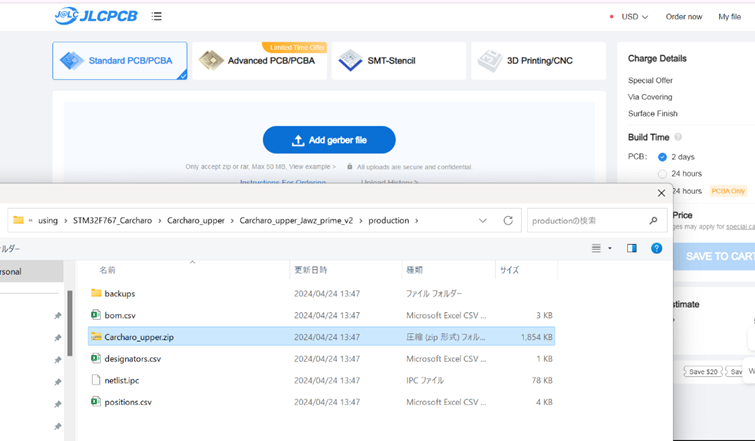 J@LC JLCPCB
USD Order now My file
Standard PCB/PCBA
Limited Time Offer
Advanced PCB/PCBA
SMT-Stencil
3D Printing/CNC
Add gerber file
Only accept zip or rar, Max 50 MB, View example > All uploads are secure and confidential
Instructions For Ordering Upload History >
Charge Details
Special Offer
Via Covering
Surface Finish
Build Time
PCB: 2 days
24 hours
24 hours PCBA Only
Price
ges may apply for special ca
SAVE TO CART
stimate
Save $20 Sav
W
« using › STM32F767_Carcharo › Carcharo_upper › Carcharo_upper_Jawz_prime_v2 › production ›
productionの検索
ォルダー
rsonal
名前 更新日時 種類 サイズ
backups 2024/04/24 13:47 ファイル フォルダー
bom.csv 2024/04/24 13:47 Microsoft Excel CSV ... 3 KB
Carcharo_upper.zip 2024/04/24 13:47 圧縮 (zip 形式) フォル... 1,854 KB
designators.csv 2024/04/24 13:47 Microsoft Excel CSV ... 1 KB
netlist.ipc 2024/04/24 13:47 IPC ファイル 78 KB
positions.csv 2024/04/24 13:47 Microsoft Excel CSV ... 4 KB